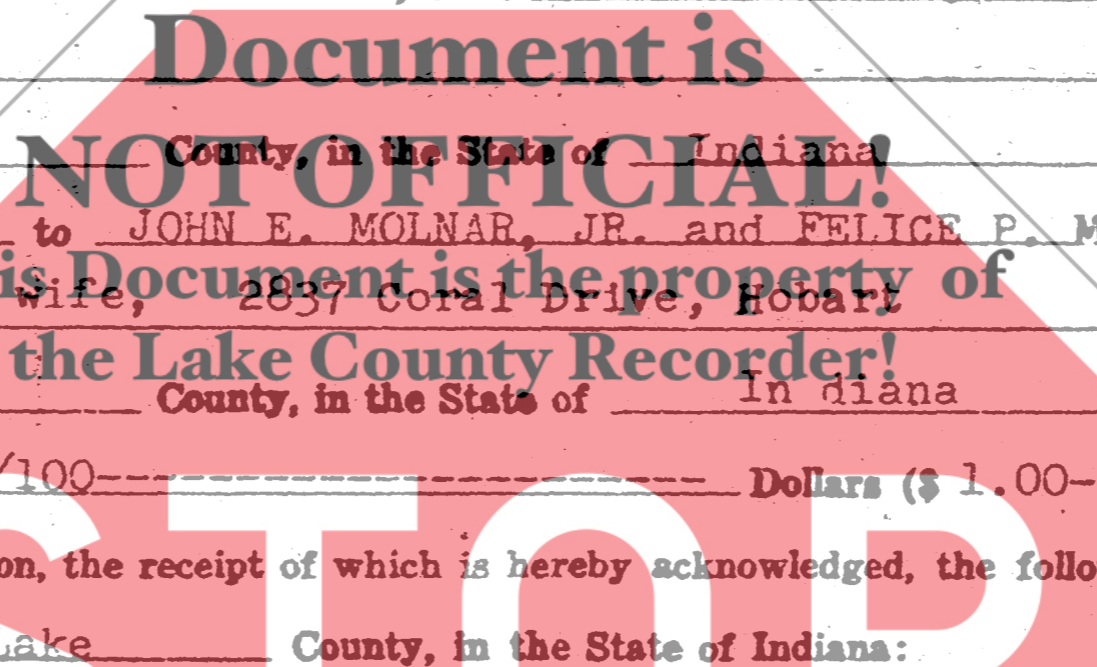 Document is
County, in the State of Indiana
NOT OFFICIAL!
to JOHN E. MOLNAR, JR. and FELICE P. M
is Document is the property of
wife, 2837 Coral Drive, Hobart
the Lake County Recorder!
County, in the State of In diana
/100-------------------------- Dollars ($ 1.00-
STOP
on, the receipt of which is hereby acknowledged, the follo
Lake County, in the State of Indiana: